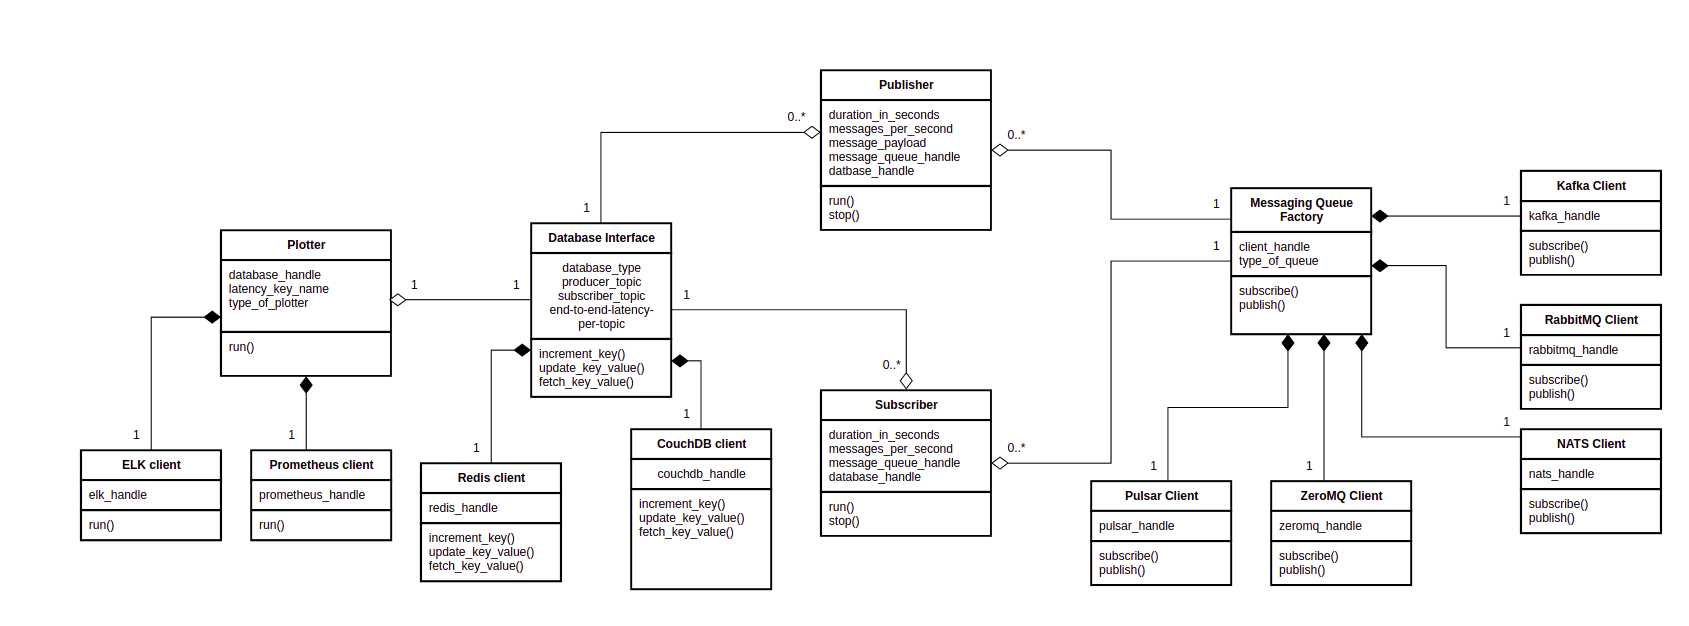 Publisher
duration_in_seconds
messages_per_second
message_payload
message_queue_handle
datbase_handle
run()
stop()
0..*
0..*
1
1
1
Messaging Queue
Factory
client_handle
type_of_queue
subscribe()
publish()
Kafka Client
kafka_handle
subscribe()
publish()
1
RabbitMQ Client
rabbitmq_handle
subscribe()
publish()
1
NATS Client
nats_handle
subscribe()
publish()
1
Plotter
database_handle
latency_key_name
type_of_plotter
run()
1
1
Database Interface
database_type
producer_topic
subscriber_topic
end-to-end-latency-
per-topic
increment_key()
update_key_value()
fetch_key_value()
1
0..*
Subscriber
duration_in_seconds
messages_per_second
message_queue_handle
database_handle
run()
stop()
0..*
1
ELK client
elk_handle
run()
1
Prometheus client
prometheus_handle
run()
1
Redis client
redis_handle
increment_key()
update_key_value()
fetch_key_value()
1
CouchDB client
couchdb_handle
increment_key()
update_key_value()
fetch_key_value()
1
Pulsar Client
pulsar_handle
subscribe()
publish()
1
ZeroMQ Client
zeromq_handle
subscribe()
publish()